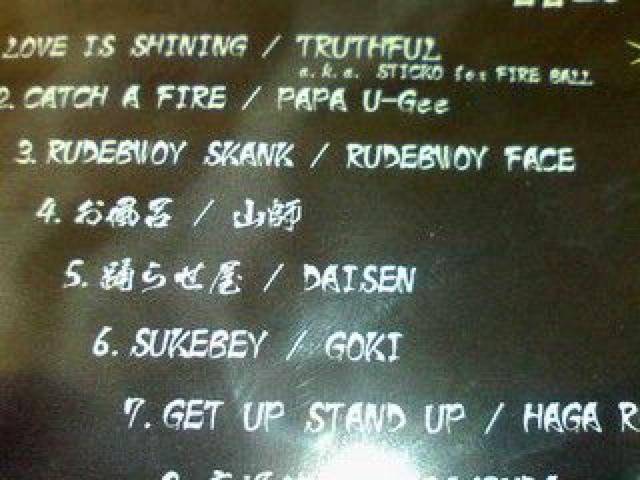 LOVE IS SHINING / TRUTHFUL
a.k.a. STICKO for FIRE BALL
2. CATCH A FIRE / PAPA U-Gee
3. RUDEBWOY SKANK / RUDEBWOY FACE
4. お風呂 / 山師
5. 踊らせ屋 / DAISEN
6. SUKEBEY / GOKI
7. GET UP STAND UP / HAGA R